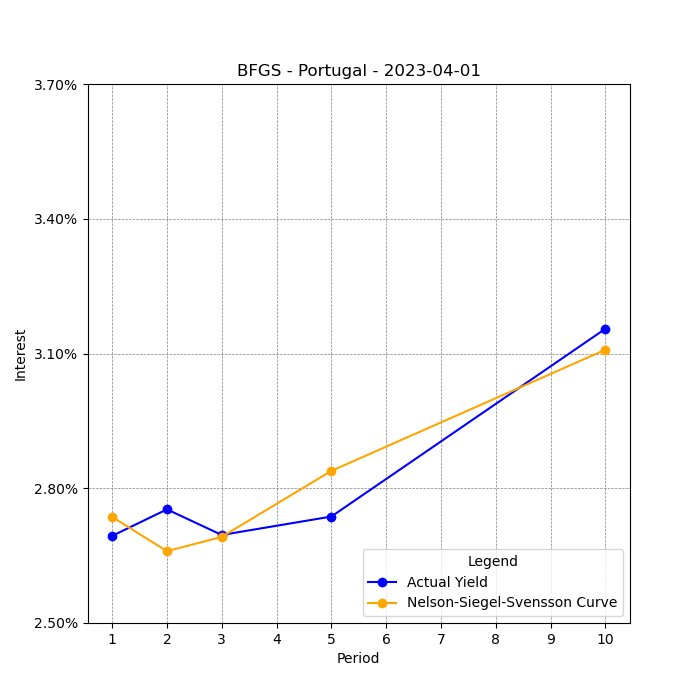 BFGS - Portugal - 2023-04-01
3.70%
3.40%
3.10%
2.80%
2.50%
Interest
Legend
Actual Yield
Nelson-Siegel-Svensson Curve
1 2 3 4 5 6 7 8 9 10
Period